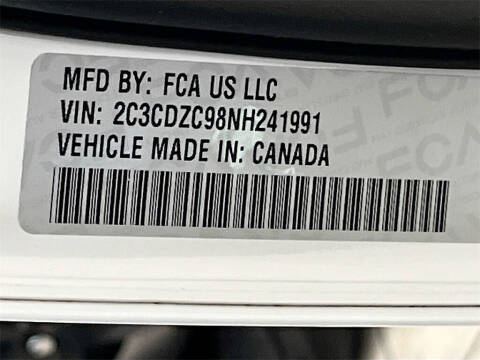 MFD BY: FCA US LLC
VIN: 2C3CDZC98NH241991
VEHICLE MADE IN: CANADA